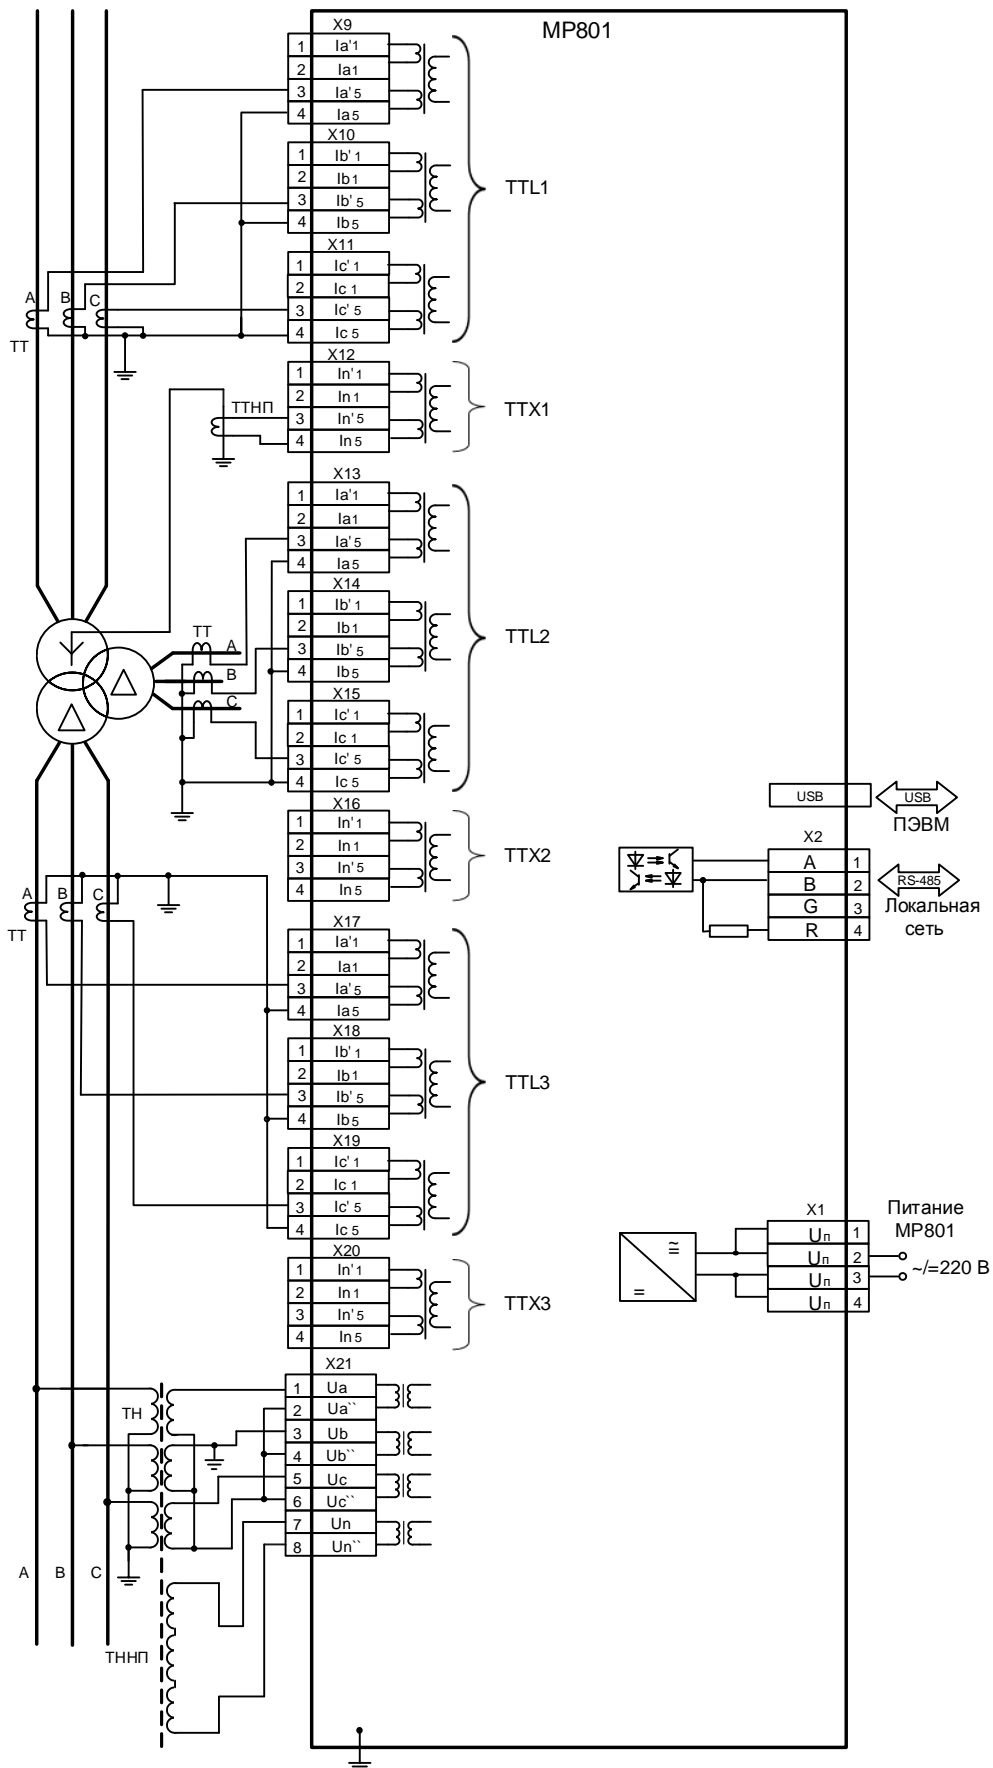 MP801
X9
1 Ia'1
2 Ia1
3 Ia'5
4 Ia5
X10
1 Ib'1
2 Ib1
3 Ib'5
4 Ib5
TTL1
X11
1 Ic'1
2 Ic1
3 Ic'5
4 Ic5
A B C
ТТ
X12
1 In'1
2 In1
3 In'5
4 In5
ТТНП
TTX1
X13
1 Ia'1
2 Ia1
3 Ia'5
4 Ia5
X14
1 Ib'1
2 Ib1
3 Ib'5
4 Ib5
TTL2
ТТ
A
B
C
X15
1 Ic'1
2 Ic1
3 Ic'5
4 Ic5
X16
1 In'1
2 In1
3 In'5
4 In5
TTX2
USB
USB
ПЭВМ
X2
A 1
B 2
G 3
R 4
RS-485
Локальная
сеть
A B C
ТТ
X17
1 Ia'1
2 Ia1
3 Ia'5
4 Ia5
X18
1 Ib'1
2 Ib1
3 Ib'5
4 Ib5
TTL3
X19
1 Ic'1
2 Ic1
3 Ic'5
4 Ic5
X20
1 In'1
2 In1
3 In'5
4 In5
TTX3
X1
Uп 1
Uп 2
Uп 3
Uп 4
Питание
МР801
~/=220 В
X21
1 Ua
2 Ua``
3 Ub
4 Ub``
5 Uc
6 Uc``
7 Un
8 Un``
ТН
A B C
ТННП